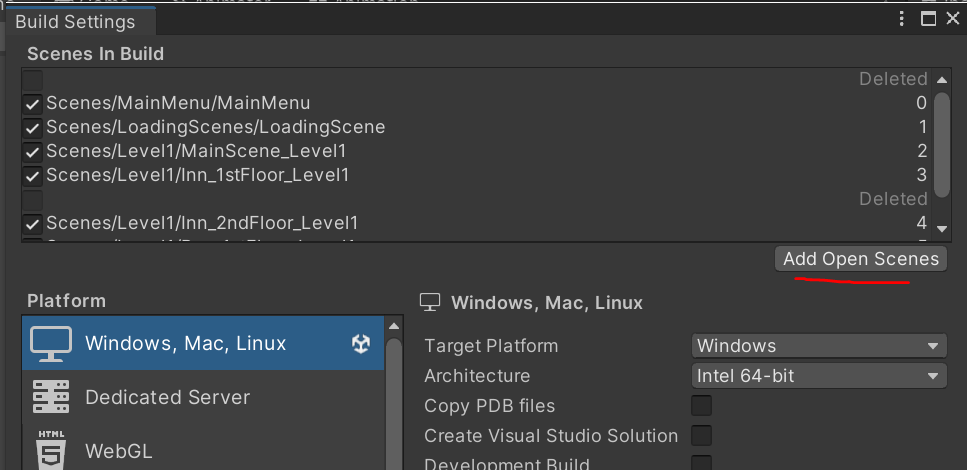 Build Settings
Scenes In Build
Deleted
Scenes/MainMenu/MainMenu 0
Scenes/LoadingScenes/LoadingScene 1
Scenes/Level1/MainScene_Level1 2
Scenes/Level1/Inn_1stFloor_Level1 3
Deleted
Scenes/Level1/Inn_2ndFloor_Level1 4
Add Open Scenes
Platform
Windows, Mac, Linux
Windows, Mac, Linux
Target Platform Windows
Architecture Intel 64-bit
Dedicated Server
Copy PDB files
Create Visual Studio Solution
HTML
5
WebGL
Development Build